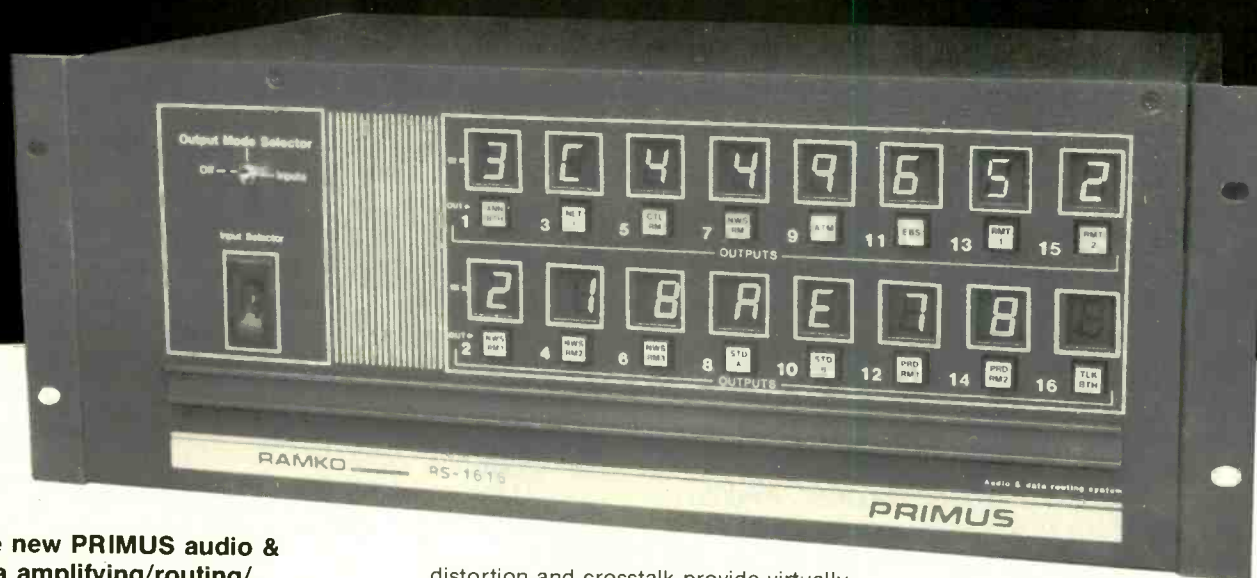 Output Mode Selector
Off Inputs
Input Selector
3 C 4 4 9 6 5 2
OUT
1 ANN BTH 3 NET 1 5 CTL RM 7 NWS RM 9 ATM 11 EBS 13 RMT 1 15 RMT 2
OUTPUTS
2 1 8 A E 7 8
OUT
2 NWS RM1 4 NWS RM2 6 NWS RM3 8 STD A 10 STD B 12 PRD RM1 14 PRD RM2 16 TLK BTH
OUTPUTS
RAMKO RS-1616
Audio & data routing system
PRIMUS
e new PRIMUS audio &
a amplifying/routing/
distortion and crosstalk provide virtually